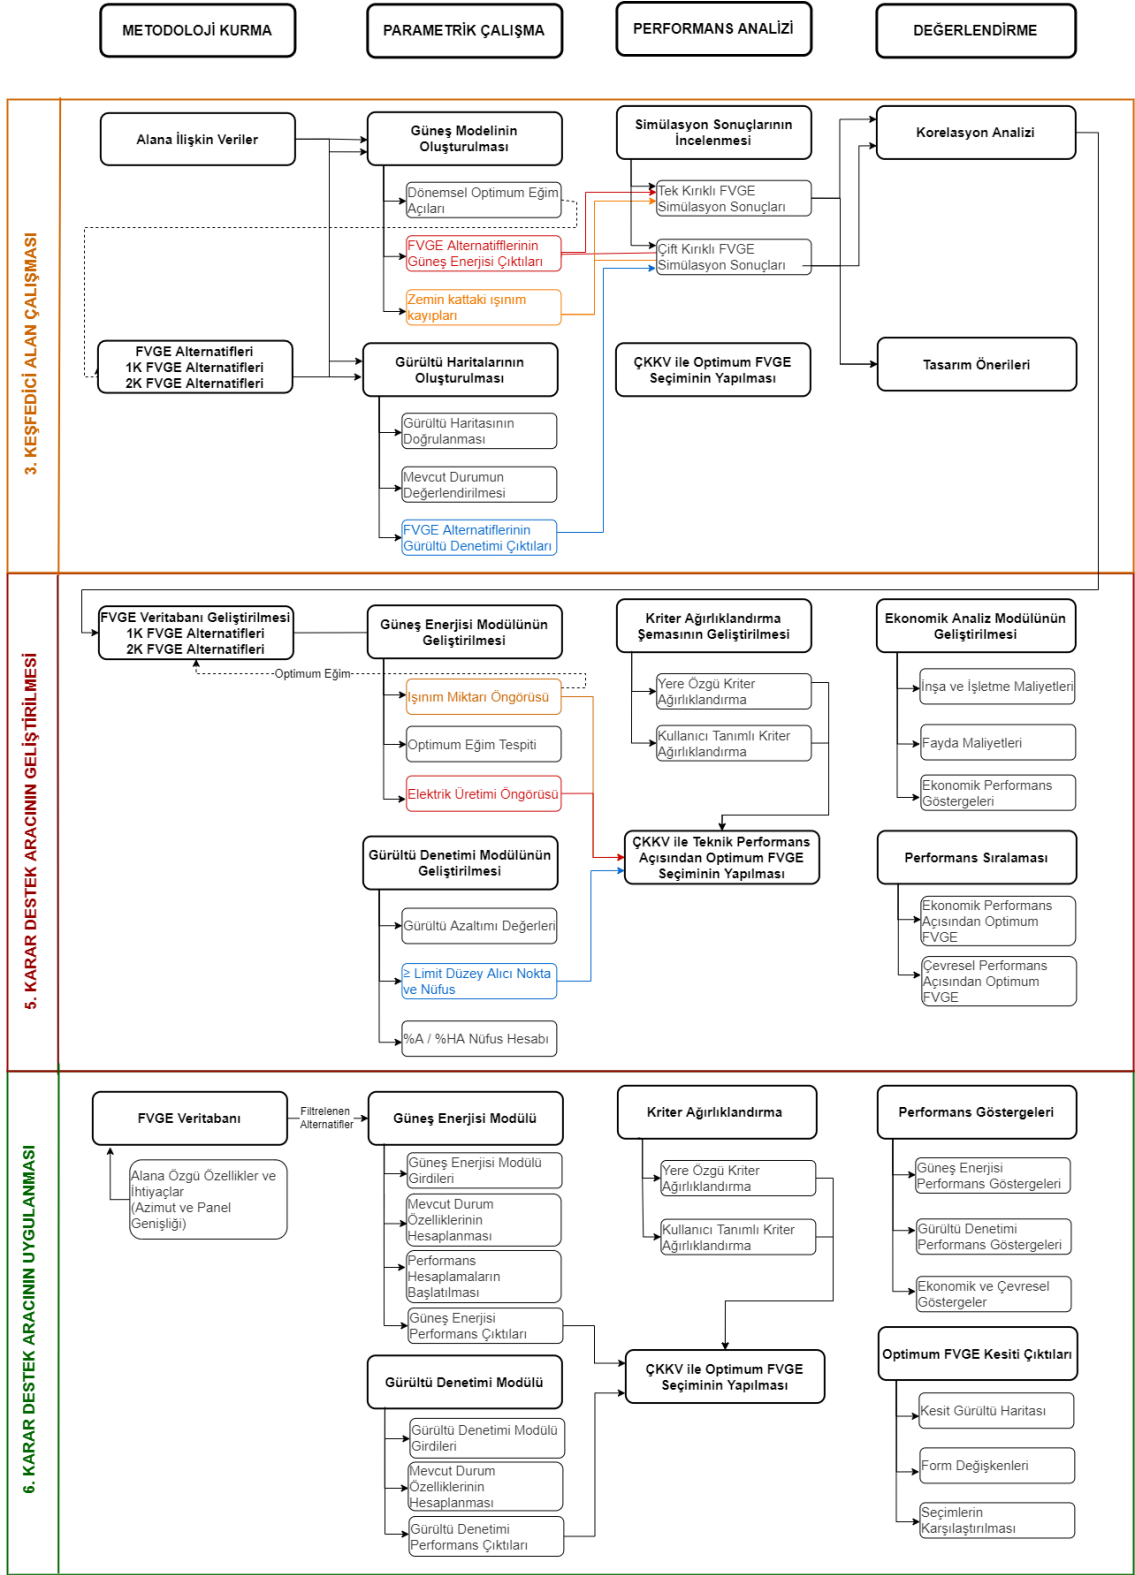 METODOLOJİ KURMA
PARAMETRİK ÇALIŞMA
PERFORMANS ANALİZİ
DEĞERLENDİRME
3. KEŞFEDİCİ ALAN ÇALIŞMASI
Alana İlişkin Veriler
FVGE Alternatifleri
1K FVGE Alternatifleri
2K FVGE Alternatifleri
Güneş Modelinin
Oluşturulması
Dönemsel Optimum Eğim
Açıları
FVGE Alternatifflerinin
Güneş Enerjisi Çıktıları
Zemin kattaki ışınım
kayıpları
Gürültü Haritalarının
Oluşturulması
Gürültü Haritasının
Doğrulanması
Mevcut Durumun
Değerlendirilmesi
FVGE Alternatiflerinin
Gürültü Denetimi Çıktıları
Simülasyon Sonuçlarının
İncelenmesi
Tek Kırıklı FVGE
Simülasyon Sonuçları
Çift Kırıklı FVGE
Simülasyon Sonuçları
ÇKKV ile Optimum FVGE
Seçiminin Yapılması
Korelasyon Analizi
Tasarım Önerileri
5. KARAR DESTEK ARACININ GELİŞTİRİLMESİ
FVGE Veritabanı Geliştirilmesi
1K FVGE Alternatifleri
2K FVGE Alternatifleri
Optimum Eğim
Güneş Enerjisi Modülünün
Geliştirilmesi
Işınım Miktarı Öngörüsü
Optimum Eğim Tespiti
Elektrik Üretimi Öngörüsü
Gürültü Denetimi Modülünün
Geliştirilmesi
Gürültü Azaltımı Değerleri
≥ Limit Düzey Alıcı Nokta
ve Nüfus
%A / %HA Nüfus Hesabı
Kriter Ağırlıklandırma
Şemasının Geliştirilmesi
Yere Özgü Kriter
Ağırlıklandırma
Kullanıcı Tanımlı Kriter
Ağırlıklandırma
ÇKKV ile Teknik Performans
Açısından Optimum FVGE
Seçiminin Yapılması
Ekonomik Analiz Modülünün
Geliştirilmesi
İnşa ve İşletme Maliyetleri
Fayda Maliyetleri
Ekonomik Performans
Göstergeleri
Performans Sıralaması
Ekonomik Performans
Açısından Optimum
FVGE
Çevresel Performans
Açısından Optimum
FVGE
6. KARAR DESTEK ARACININ UYGULANMASI
FVGE Veritabanı
Alana Özgü Özellikler ve
İhtiyaçlar
(Azimut ve Panel
Genişliği)
Filtrelenen
Alternatifler
Güneş Enerjisi Modülü
Güneş Enerjisi Modülü
Girdileri
Mevcut Durum
Özelliklerinin
Hesaplanması
Performans
Hesaplamaların
Başlatılması
Güneş Enerjisi
Performans Çıktıları
Gürültü Denetimi Modülü
Gürültü Denetimi Modülü
Girdileri
Mevcut Durum
Özelliklerinin
Hesaplanması
Gürültü Denetimi
Performans Çıktıları
Kriter Ağırlıklandırma
Yere Özgü Kriter
Ağırlıklandırma
Kullanıcı Tanımlı Kriter
Ağırlıklandırma
ÇKKV ile Optimum FVGE
Seçiminin Yapılması
Performans Göstergeleri
Güneş Enerjisi
Performans Göstergeleri
Gürültü Denetimi
Performans Göstergeleri
Ekonomik ve Çevresel
Göstergeler
Optimum FVGE Kesiti Çıktıları
Kesit Gürültü Haritası
Form Değişkenleri
Seçimlerin
Karşılaştırılması